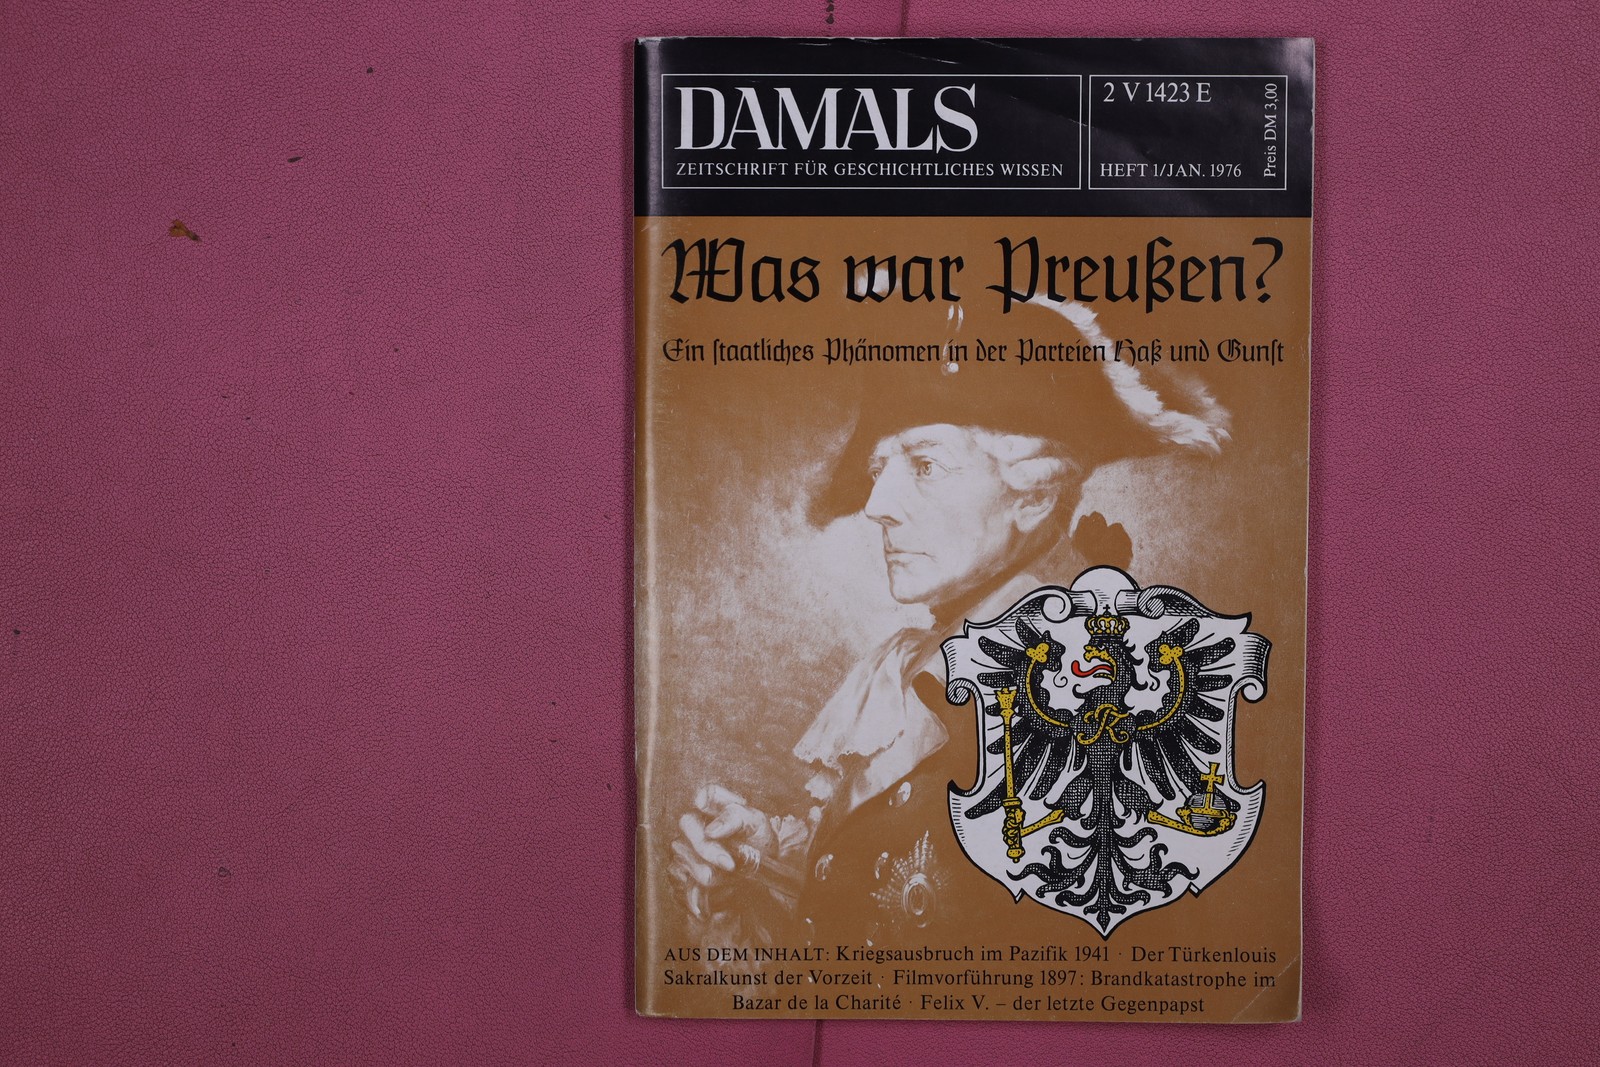 DAMALS
ZEITSCHRIFT FÜR GESCHICHTLICHES WISSEN
2 V 1423 E
HEFT 1/JAN. 1976
Preis DM 3,00
Was war Preußen?
Ein staatliches Phänomen in der Parteien Haß und Gunst
AUS DEM INHALT: Kriegsausbruch im Pazifik 1941 · Der Türkenlouis
Sakralkunst der Vorzeit · Filmvorführung 1897: Brandkatastrophe im
Bazar de la Charité · Felix V. – der letzte Gegenpapst